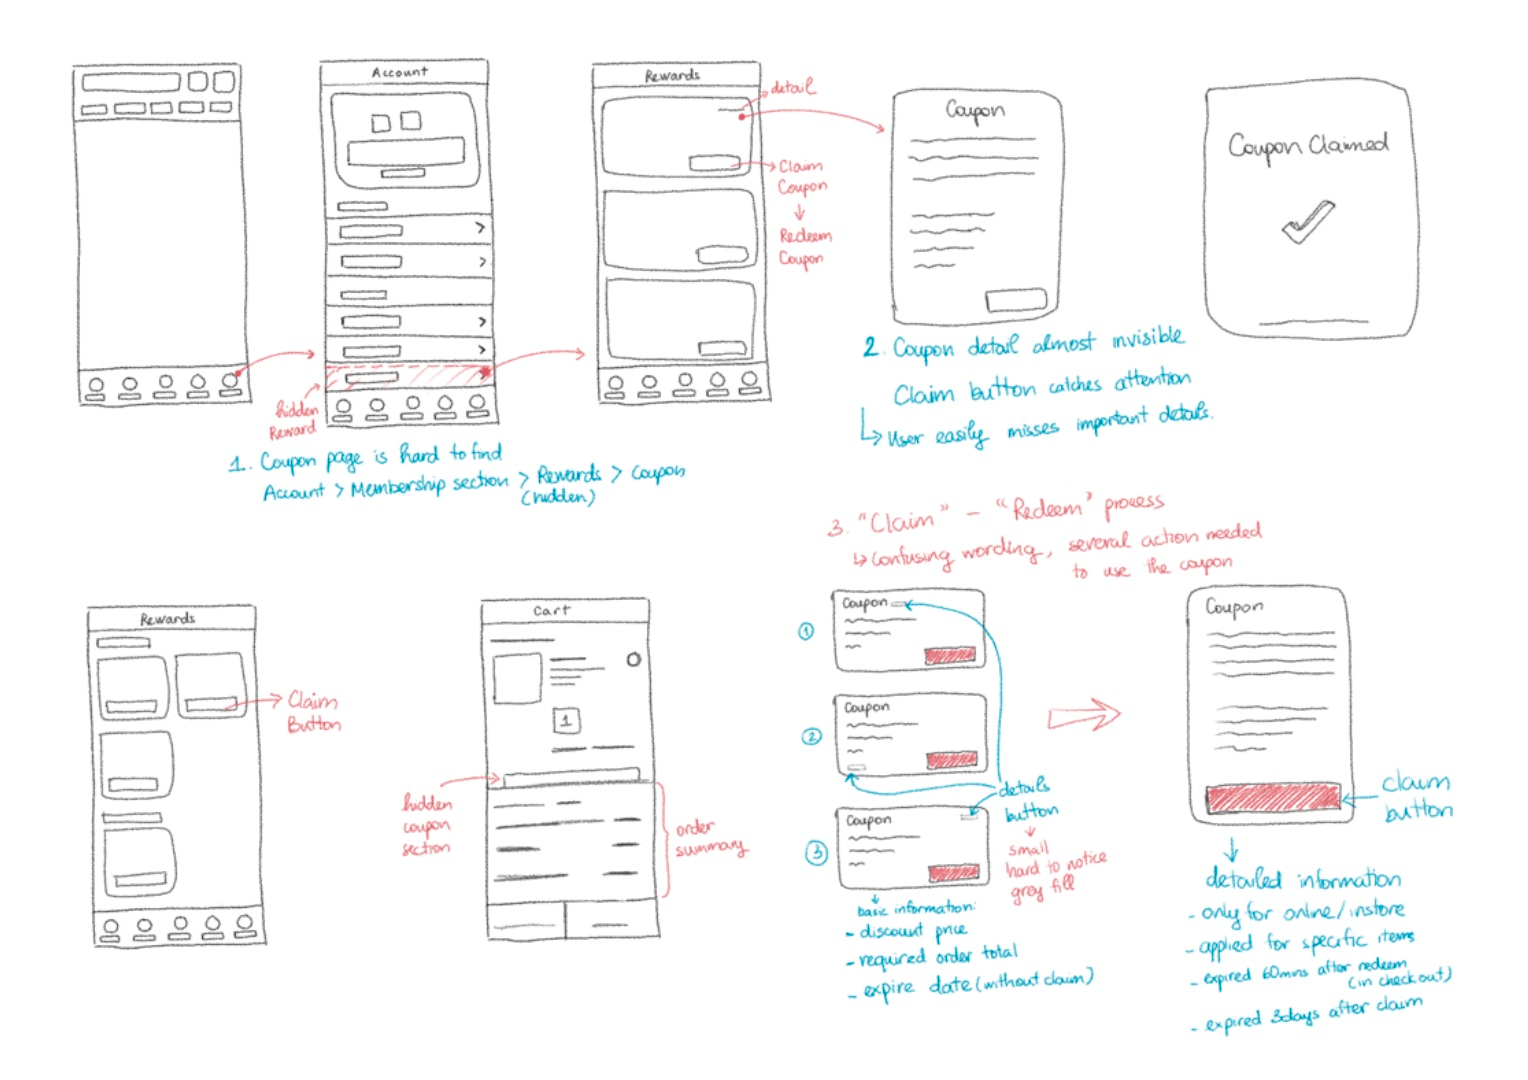 Account
Rewards
detail
Claim
Coupon
Redeem
Coupon
Coupon
Coupon Claimed
hidden
Reward
1. Coupon page is hard to find
Account > Membership section > Rewards > Coupon
(hidden)
2. Coupon detail almost invisible
Claim button catches attention
User easily misses important details.
3. "Claim" - "Redeem" process
Confusing wording, several action needed
to use the coupon
Rewards
Claim
Button
Cart
1
hidden
coupon
section
order
summary
1
Coupon
2
Coupon
3
Coupon
details
button
small
hard to notice
grey fill
basic information:
- discount price
- required order total
- expire date (without claim)
Coupon
claim
button
detailed information
- only for online/instore
- applied for specific items
- expired 60mins after redeem
(in check out)
- expired 3days after claim